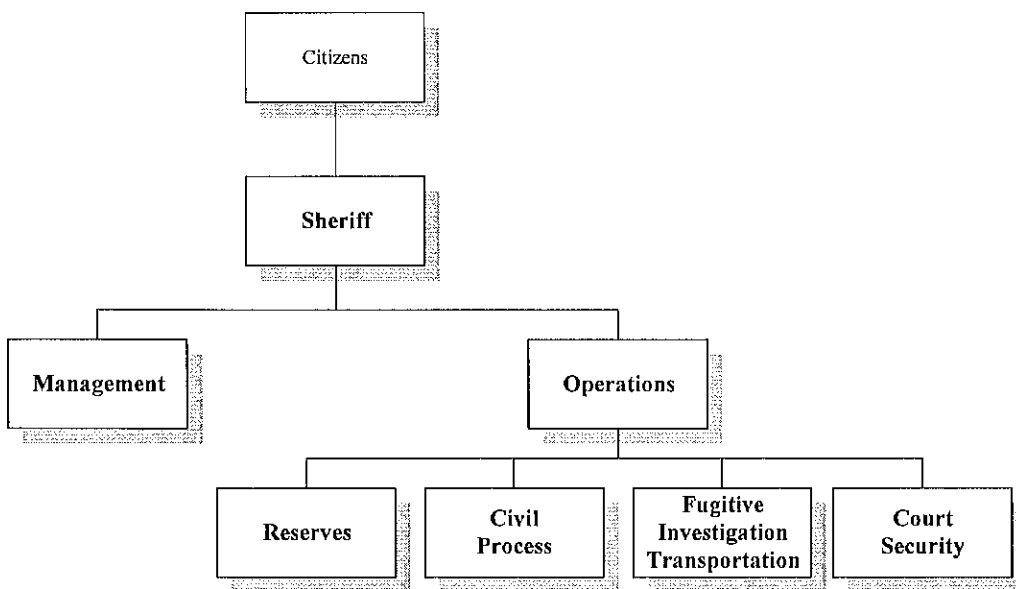 Citizens
Sheriff
Management
Operations
Reserves
Civil
Process
Fugitive
Investigation
Transportation
Court
Security